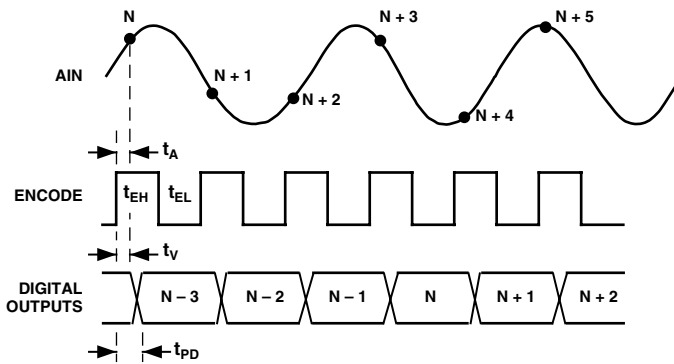 N
N + 3
N + 5
AIN
N + 1
N + 2
N + 4
tA
ENCODE
tEH
tEL
tV
DIGITAL
OUTPUTS
N – 3
N – 2
N – 1
N
N + 1
N + 2
tPD